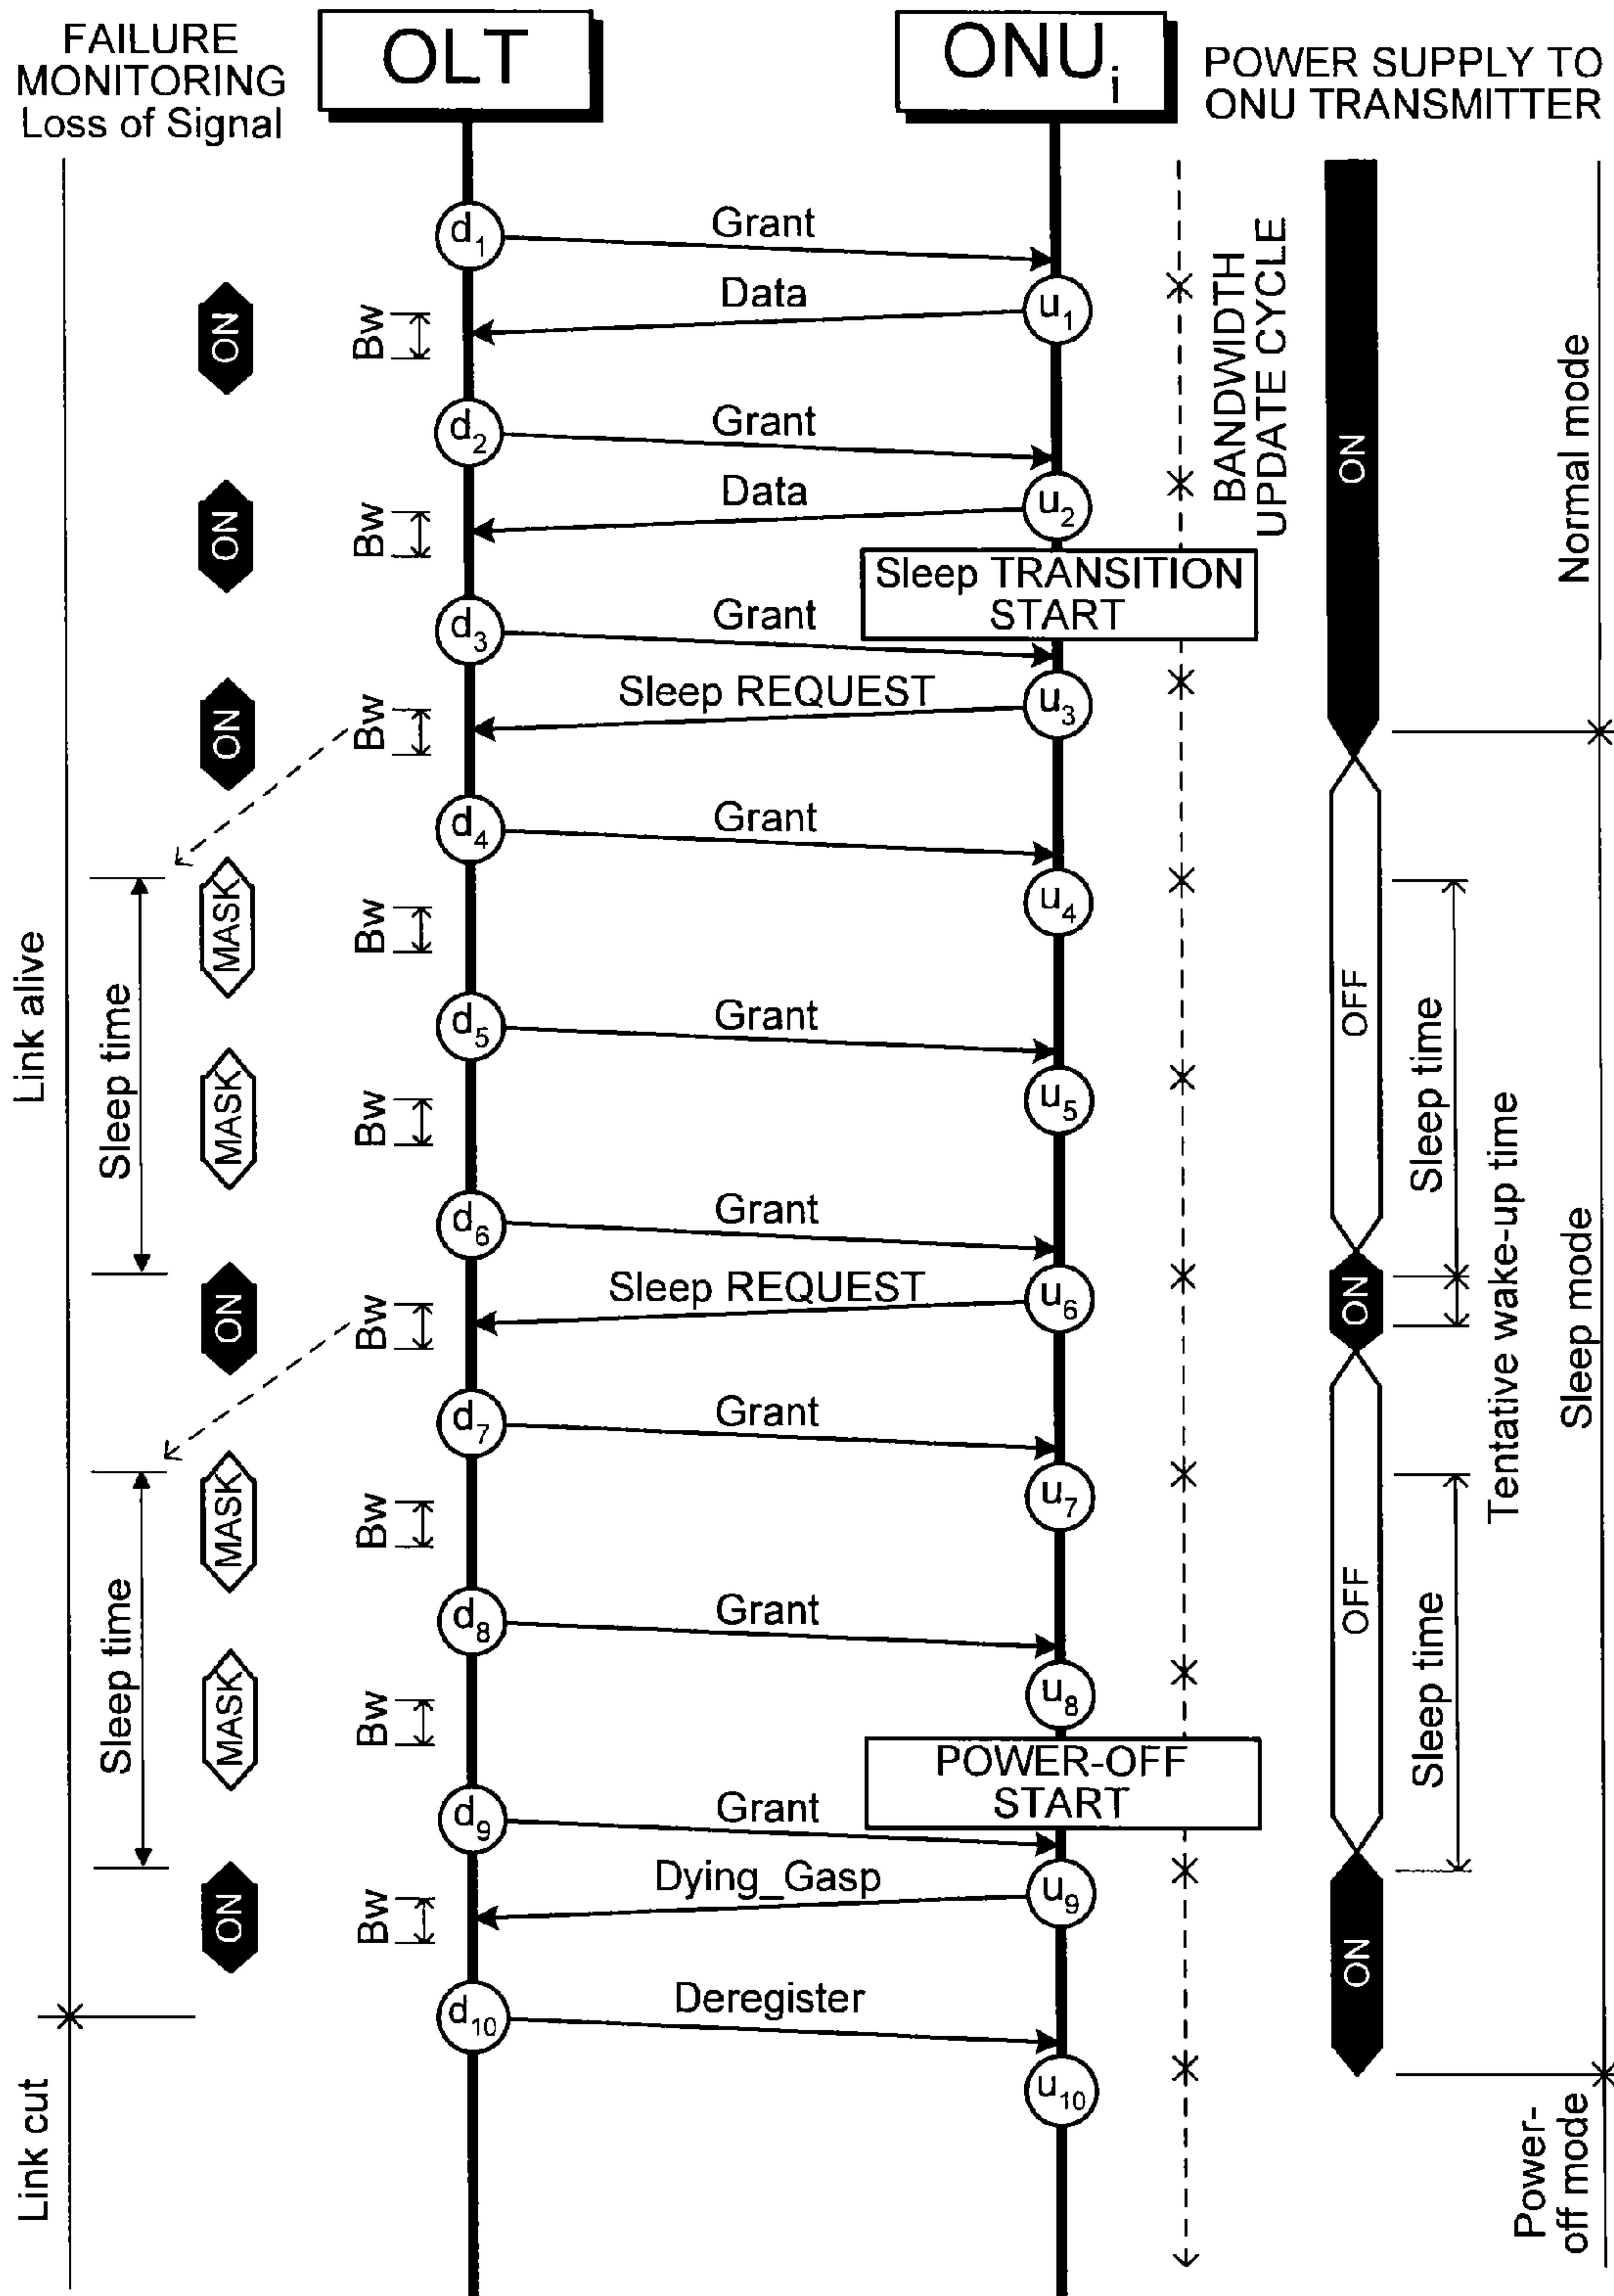 FAILURE
MONITORING
Loss of Signal
OLT
ONUi
POWER SUPPLY TO
ONU TRANSMITTER
d1
Grant
BANDWIDTH
UPDATE CYCLE
ON
Bw
Data
u1
ON
Normal mode
d2
Grant
ON
Bw
Data
u2
Sleep TRANSITION
START
d3
Grant
ON
Bw
Sleep REQUEST
u3
d4
Grant
MASK
Bw
u4
Link alive
Sleep time
OFF
Sleep time
d5
Grant
MASK
Bw
u5
Tentative wake-up time
Sleep mode
d6
Grant
ON
Bw
Sleep REQUEST
u6
ON
d7
Grant
MASK
Bw
u7
Sleep time
OFF
Sleep time
d8
Grant
MASK
Bw
u8
POWER-OFF
START
d9
Grant
ON
Bw
Dying_Gasp
u9
ON
d10
Deregister
u10
Link cut
Power-
off mode